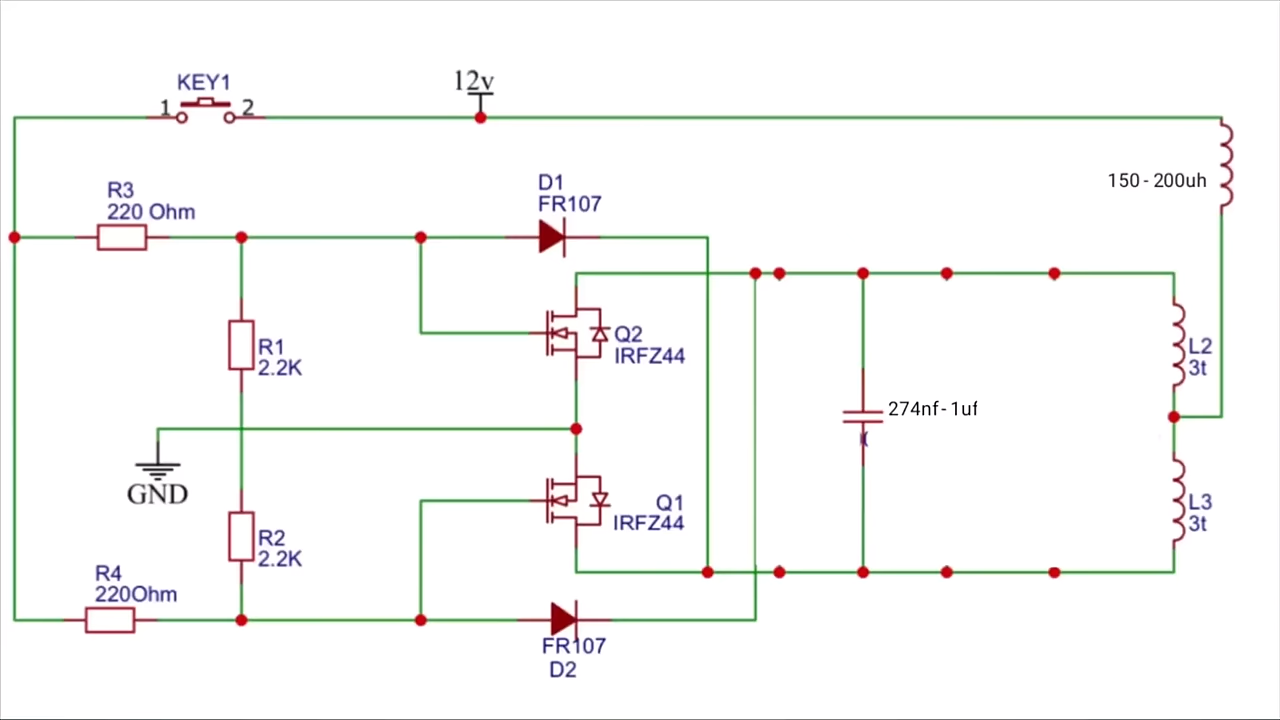 12v
KEY1
1
2
150 - 200uh
D1
FR107
R3
220 Ohm
Q2
IRFZ44
R1
2.2K
L2
3t
274nf - 1uf
GND
Q1
IRFZ44
L3
3t
R2
2.2K
R4
220Ohm
FR107
D2